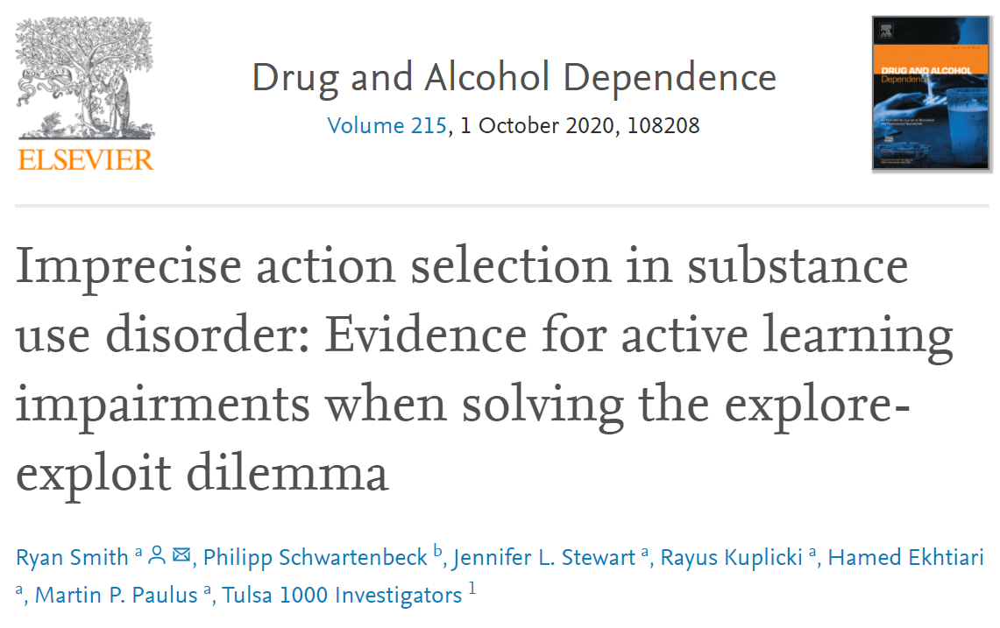 Drug and Alcohol Dependence
Volume 215, 1 October 2020, 108208
ELSEVIER
DRUG AND ALCOHOL
Dependence
Imprecise action selection in substance
use disorder: Evidence for active learning
impairments when solving the explore-
exploit dilemma
Ryan Smith a, Philipp Schwartenbeck b, Jennifer L. Stewart a, Rayus Kuplicki a, Hamed Ekhtiari
a, Martin P. Paulus a, Tulsa 1000 Investigators 1